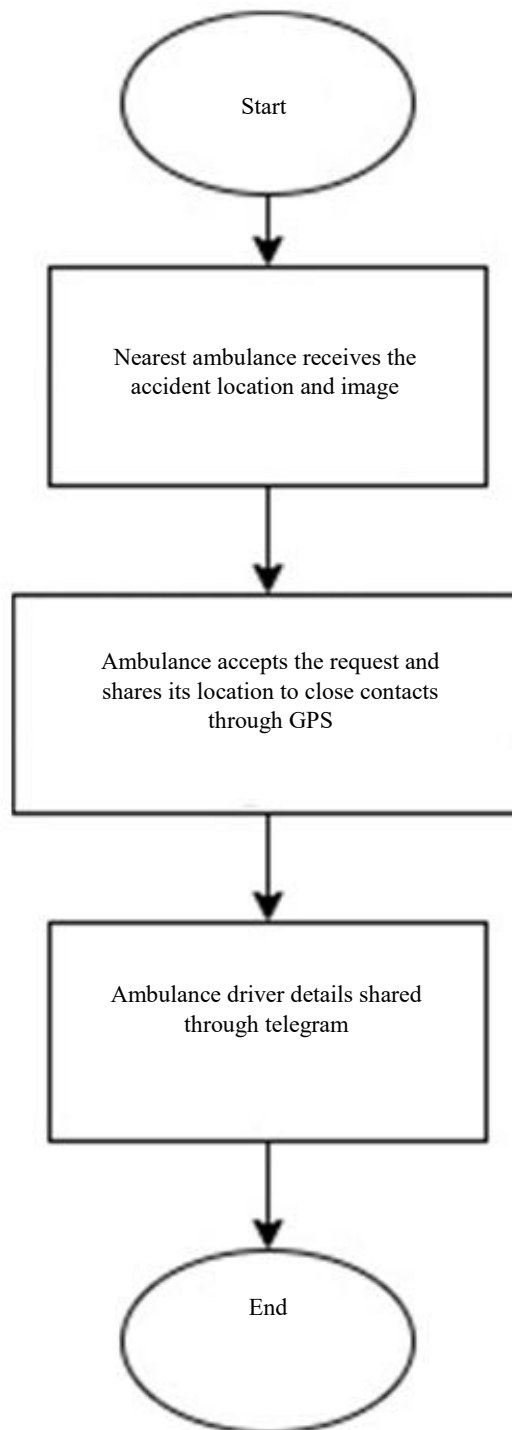 Start
Nearest ambulance receives the
accident location and image
Ambulance accepts the request and
shares its location to close contacts
through GPS
Ambulance driver details shared
through telegram
End